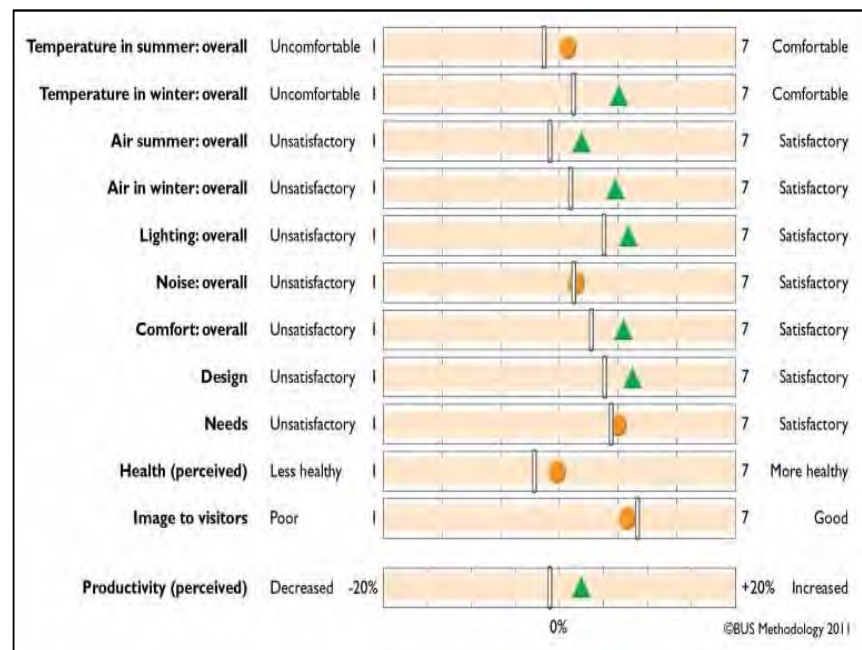 Temperature in summer: overall Uncomfortable 1 7 Comfortable
Temperature in winter: overall Uncomfortable 1 7 Comfortable
Air summer: overall Unsatisfactory 1 7 Satisfactory
Air in winter: overall Unsatisfactory 1 7 Satisfactory
Lighting: overall Unsatisfactory 1 7 Satisfactory
Noise: overall Unsatisfactory 1 7 Satisfactory
Comfort: overall Unsatisfactory 1 7 Satisfactory
Design Unsatisfactory 1 7 Satisfactory
Needs Unsatisfactory 1 7 Satisfactory
Health (perceived) Less healthy 1 7 More healthy
Image to visitors Poor 1 7 Good
Productivity (perceived) Decreased -20% +20% Increased
0% ©BUS Methodology 2011